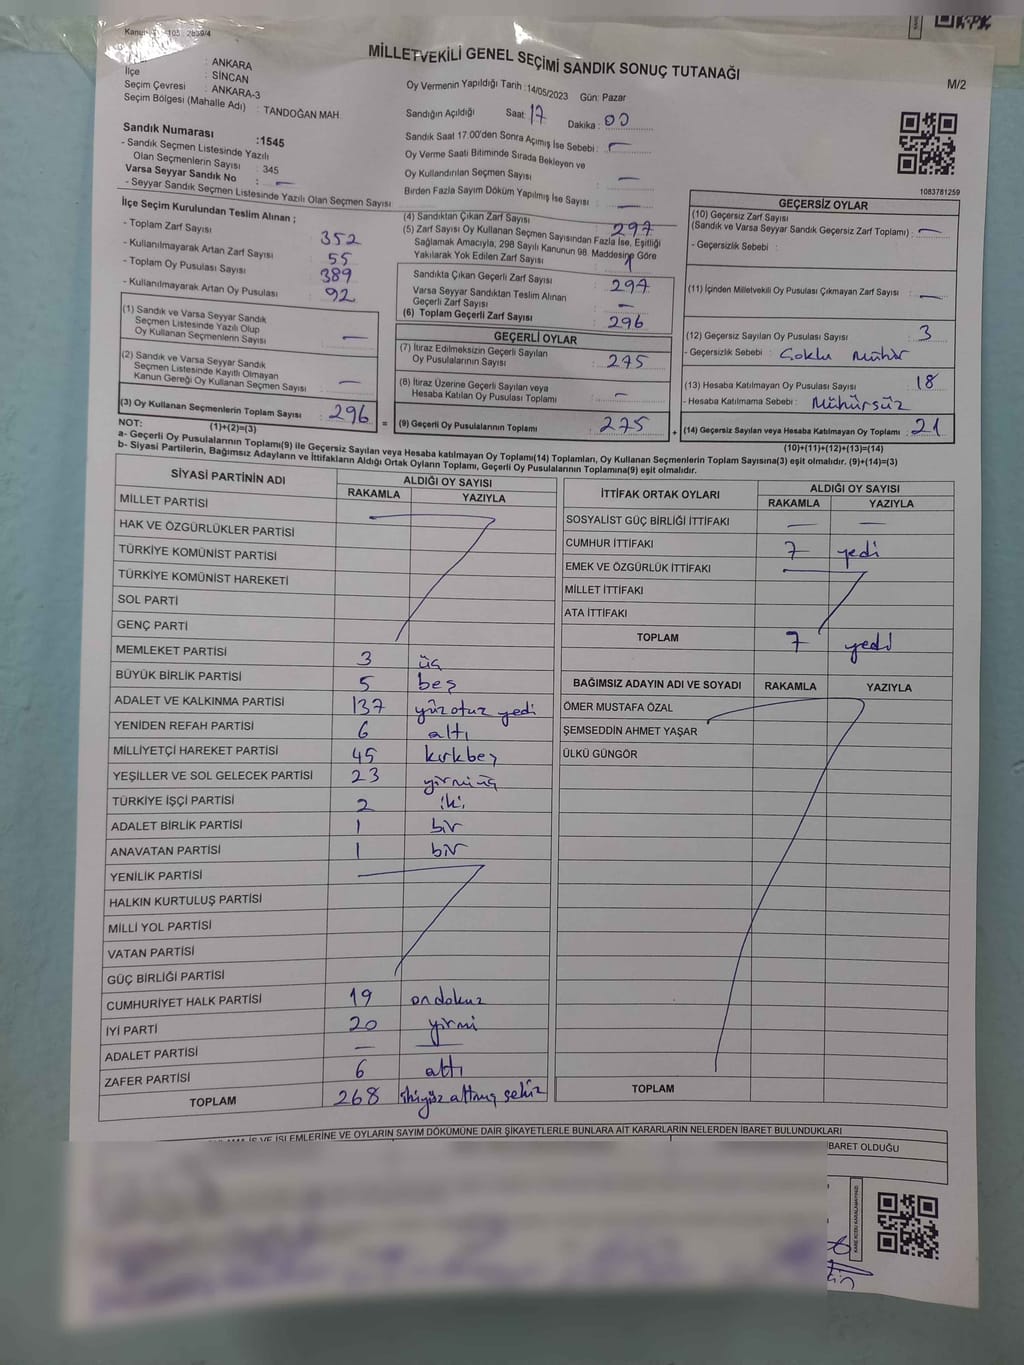 MİLLETVEKİLİ GENEL SEÇİMİ SANDIK SONUÇ TUTANAĞI
M/2
: ANKARA
İlçe : SİNCAN
Seçim Çevresi : ANKARA-3
Seçim Bölgesi (Mahalle Adı) : TANDOĞAN MAH
Sandık Numarası :1545
- Sandık Seçmen Listesinde Yazılı
Olan Seçmenlerin Sayısı : 345
Varsa Seyyar Sandık No : —
- Seyyar Sandık Seçmen Listesinde Yazılı Olan Seçmen Sayısı
Oy Vermenin Yapıldığı Tarih :14/05/2023 Gün: Pazar
Sandığın Açıldığı Saat: 17 Dakika : 00
Sandık Saat 17.00'den Sonra Açımış İse Sebebi : —
Oy Verme Saati Bitiminde Sırada Bekleyen ve
Oy Kullandırılan Seçmen Sayısı —
Birden Fazla Sayım Döküm Yapılmış İse Sayısı : —
1083781259
İlçe Seçim Kurulundan Teslim Alınan ;
- Toplam Zarf Sayısı 352
- Kullanılmayarak Artan Zarf Sayısı 55
- Toplam Oy Pusulası Sayısı 389
- Kullanılmayarak Artan Oy Pusulası 92
(1) Sandık ve Varsa Seyyar Sandık
Seçmen Listesinde Yazılı Olup
Oy Kullanan Seçmenlerin Sayısı : —
(2) Sandık ve Varsa Seyyar Sandık
Seçmen Listesinde Kayıtlı Olmayan
Kanun Gereği Oy Kullanan Seçmen Sayısı : —
(3) Oy Kullanan Seçmenlerin Toplam Sayısı : 296 =
(1)+(2)=(3)
(4) Sandıktan Çıkan Zarf Sayısı : 297
(5) Zarf Sayısı Oy Kullanan Seçmen Sayısından Fazla İse, Eşitliği
Sağlamak Amacıyla, 298 Sayılı Kanunun 98. Maddesine Göre
Yakılarak Yok Edilen Zarf Sayısı : 1
Sandıkta Çıkan Geçerli Zarf Sayısı : 297
Varsa Seyyar Sandıktan Teslim Alınan
Geçerli Zarf Sayısı : —
(6) Toplam Geçerli Zarf Sayısı : 296
GEÇERLİ OYLAR
(7) İtiraz Edilmeksizin Geçerli Sayılan
Oy Pusulalarının Sayısı : 275
(8) İtiraz Üzerine Geçerli Sayılan veya
Hesaba Katılan Oy Pusulası Toplamı : —
(9) Geçerli Oy Pusulalarının Toplamı : 275 +
GEÇERSİZ OYLAR
(10) Geçersiz Zarf Sayısı
(Sandık ve Varsa Seyyar Sandık Geçersiz Zarf Toplamı) : —
- Geçersizlik Sebebi :
(11) İçinden Milletvekili Oy Pusulası Çıkmayan Zarf Sayısı : —
(12) Geçersiz Sayılan Oy Pusulası Sayısı : 3
- Geçersizlik Sebebi : Çoklu Mühür
(13) Hesaba Katılmayan Oy Pusulası Sayısı : 18
- Hesaba Katılmama Sebebi : Mühürsüz
(14) Geçersiz Sayılan veya Hesaba Katılmayan Oy Toplamı : 21
(10)+(11)+(12)+(13)=(14)
NOT:
a- Geçerli Oy Pusulalarının Toplamı(9) ile Geçersiz Sayılan veya Hesaba katılmayan Oy Toplamı(14) Toplamları, Oy Kullanan Seçmenlerin Toplam Sayısına(3) eşit olmalıdır. (9)+(14)=(3)
b- Siyasi Partilerin, Bağımsız Adayların ve İttifakların Aldığı Ortak Oyların Toplamı, Geçerli Oy Pusulalarının Toplamına(9) eşit olmalıdır.
SİYASİ PARTİNİN ADI ALDIĞI OY SAYISI
RAKAMLA YAZIYLA
MİLLET PARTİSİ
HAK VE ÖZGÜRLÜKLER PARTİSİ
TÜRKİYE KOMÜNİST PARTİSİ
TÜRKİYE KOMÜNİST HAREKETİ
SOL PARTİ
GENÇ PARTİ
MEMLEKET PARTİSİ 3 üç
BÜYÜK BİRLİK PARTİSİ 5 beş
ADALET VE KALKINMA PARTİSİ 137 yüzotuz yedi
YENİDEN REFAH PARTİSİ 6 altı
MİLLİYETÇİ HAREKET PARTİSİ 45 kırkbeş
YEŞİLLER VE SOL GELECEK PARTİSİ 23 yirmiüç
TÜRKİYE İŞÇİ PARTİSİ 2 iki
ADALET BİRLİK PARTİSİ 1 bir
ANAVATAN PARTİSİ 1 bir
YENİLİK PARTİSİ
HALKIN KURTULUŞ PARTİSİ
MİLLİ YOL PARTİSİ
VATAN PARTİSİ
GÜÇ BİRLİĞİ PARTİSİ
CUMHURİYET HALK PARTİSİ 19 ondokuz
İYİ PARTİ 20 yirmi
ADALET PARTİSİ — —
ZAFER PARTİSİ 6 altı
TOPLAM 268 ikiyüz altmış sekiz
İTTİFAK ORTAK OYLARI ALDIĞI OY SAYISI
RAKAMLA YAZIYLA
SOSYALİST GÜÇ BİRLİĞİ İTTİFAKI — —
CUMHUR İTTİFAKI 7 yedi
EMEK VE ÖZGÜRLÜK İTTİFAKI
MİLLET İTTİFAKI
ATA İTTİFAKI
TOPLAM 7 yedi
BAĞIMSIZ ADAYIN ADI VE SOYADI RAKAMLA YAZIYLA
ÖMER MUSTAFA ÖZAL
ŞEMSEDDİN AHMET YAŞAR
ÜLKÜ GÜNGÖR
TOPLAM
İŞLEMLERİNE VE OYLARIN SAYIM DÖKÜMÜNE DAİR ŞİKAYETLERLE BUNLARA AİT KARARLARIN NELERDEN İBARET BULUNDUKLARI
İBARET OLDUĞU